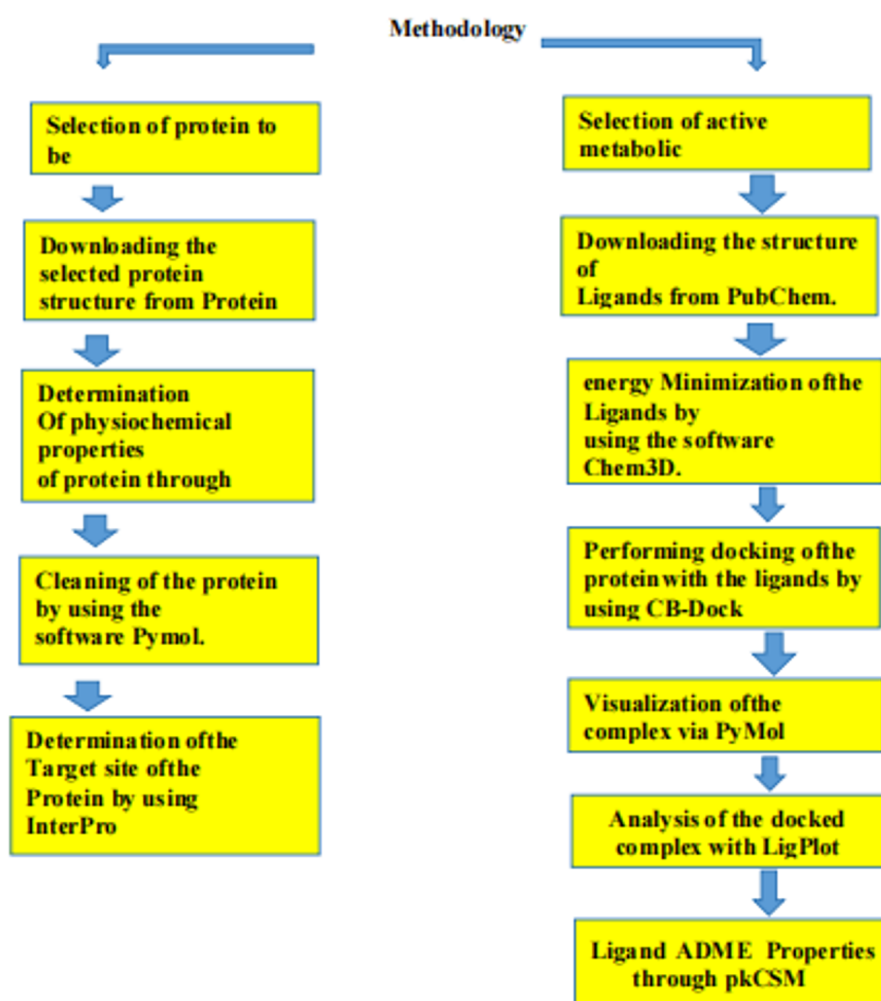 Methodology
Selection of protein to
be
Downloading the
selected protein
structure from Protein
Determination
Of physiochemical
properties
of protein through
Cleaning of the protein
by using the
software Pymol.
Determination ofthe
Target site ofthe
Protein by using
InterPro
Selection of active
metabolic
Downloading the structure
of
Ligands from PubChem.
energy Minimization ofthe
Ligands by
using the software
Chem3D.
Performing docking ofthe
protein with the ligands by
using CB-Dock
Visualization ofthe
complex via PyMol
Analysis of the docked
complex with LigPlot
Ligand ADME Properties
through pkCSM